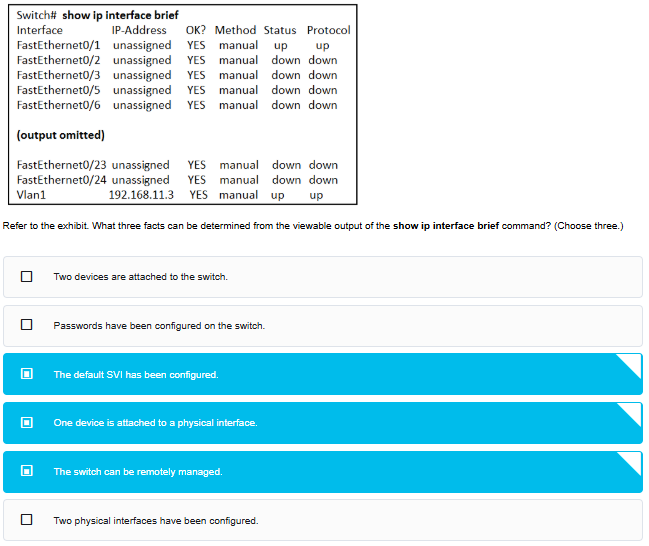 Switch# show ip interface brief
Interface IP-Address OK? Method Status Protocol
FastEthernet0/1 unassigned YES manual up up
FastEthernet0/2 unassigned YES manual down down
FastEthernet0/3 unassigned YES manual down down
FastEthernet0/5 unassigned YES manual down down
FastEthernet0/6 unassigned YES manual down down
(output omitted)
FastEthernet0/23 unassigned YES manual down down
FastEthernet0/24 unassigned YES manual down down
Vlan1 192.168.11.3 YES manual up up
Refer to the exhibit. What three facts can be determined from the viewable output of the show ip interface brief command? (Choose three.)
Two devices are attached to the switch.
Passwords have been configured on the switch.
The default SVI has been configured.
One device is attached to a physical interface.
The switch can be remotely managed.
Two physical interfaces have been configured.